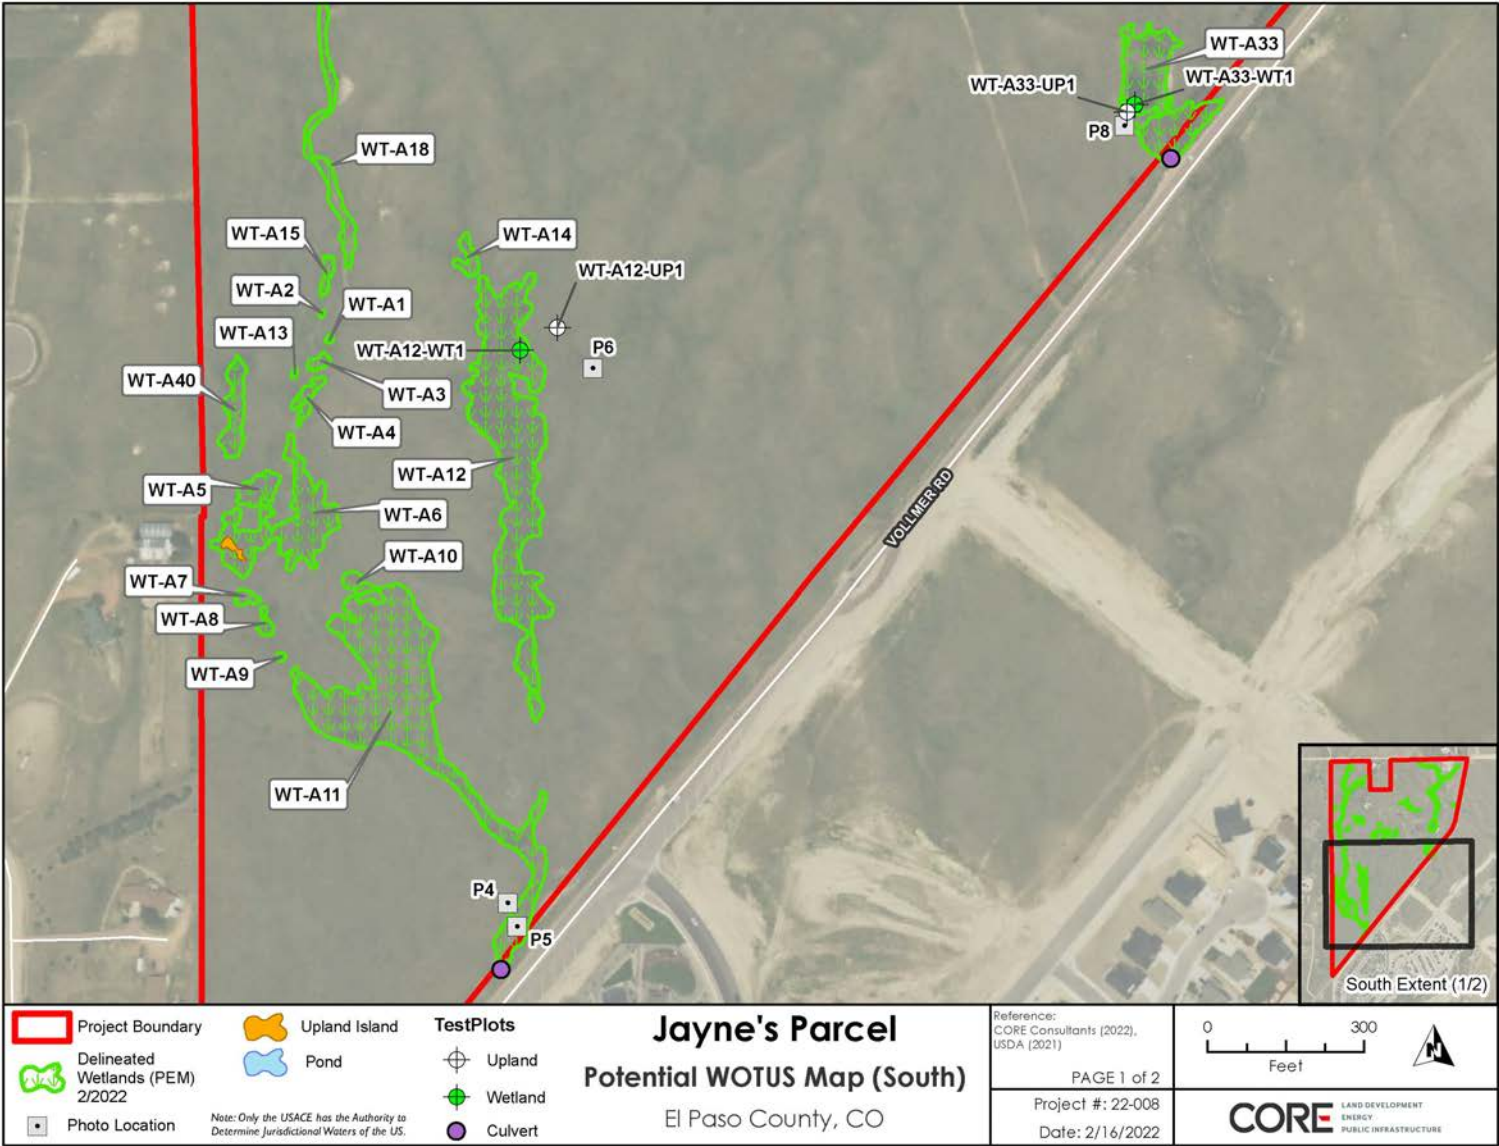 WT-A33
WT-A33-UP1
WT-A33-WT1
P8
WT-A18
WT-A15
WT-A14
WT-A12-UP1
WT-A2
WT-A1
WT-A13
WT-A12-WT1
P6
WT-A40
WT-A3
WT-A4
WT-A12
WT-A5
WT-A6
VOLLMER RD
WT-A10
WT-A7
WT-A8
WT-A9
WT-A11
P4
P5
South Extent (1/2)
Project Boundary
Delineated
Wetlands (PEM)
2/2022
Photo Location
Upland Island
Pond
Note: Only the USACE has the Authority to
Determine Jurisdictional Waters of the US.
TestPlots
Upland
Wetland
Culvert
Jayne's Parcel
Potential WOTUS Map (South)
El Paso County, CO
Reference:
CORE Consultants (2022),
USDA (2021)
PAGE 1 of 2
Project #: 22-008
Date: 2/16/2022
0 300
Feet
N
CORE
LAND DEVELOPMENT
ENERGY
PUBLIC INFRASTRUCTURE